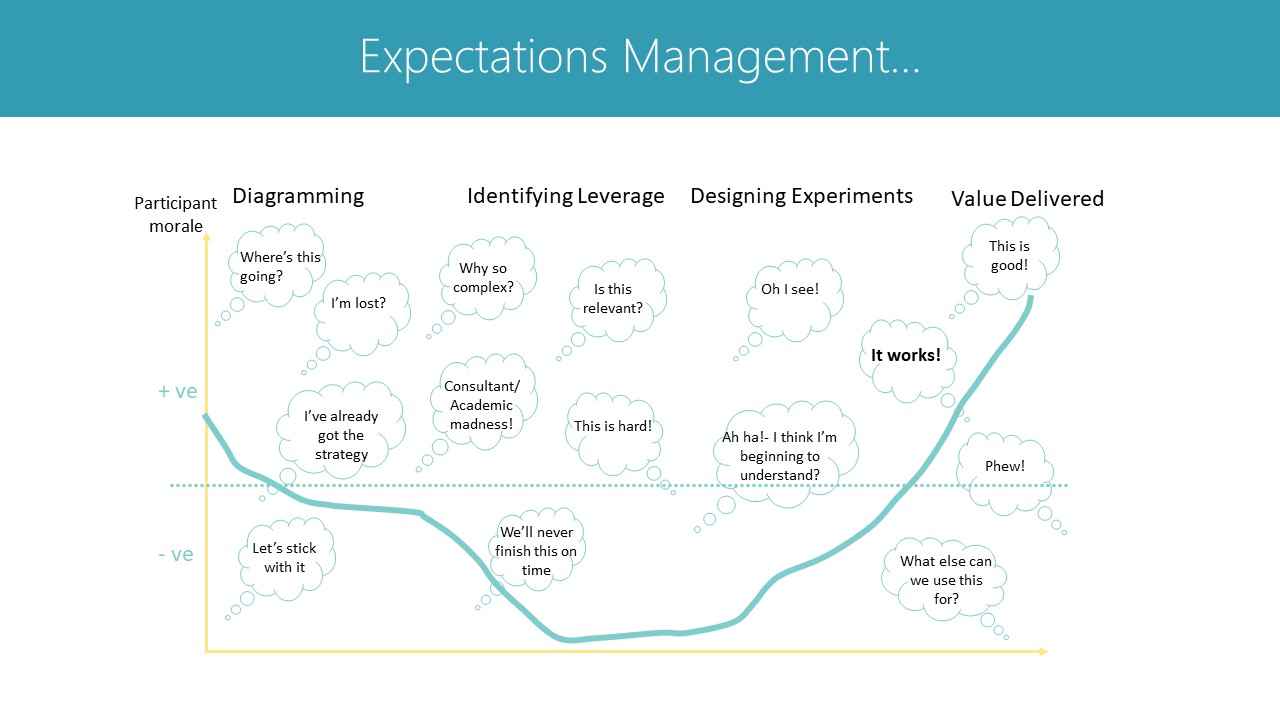 Expectations Management...
Participant
morale
Diagramming
Identifying Leverage
Designing Experiments
Value Delivered
Where's this
going?
I'm lost?
Why so
complex?
Is this
relevant?
Oh I see!
This is
good!
It works!
+ ve
I've already
got the
strategy
Consultant/
Academic
madness!
This is hard!
Ah ha!- I think I'm
beginning to
understand?
Phew!
- ve
Let's stick
with it
We'll never
finish this on
time
What else can
we use this
for?